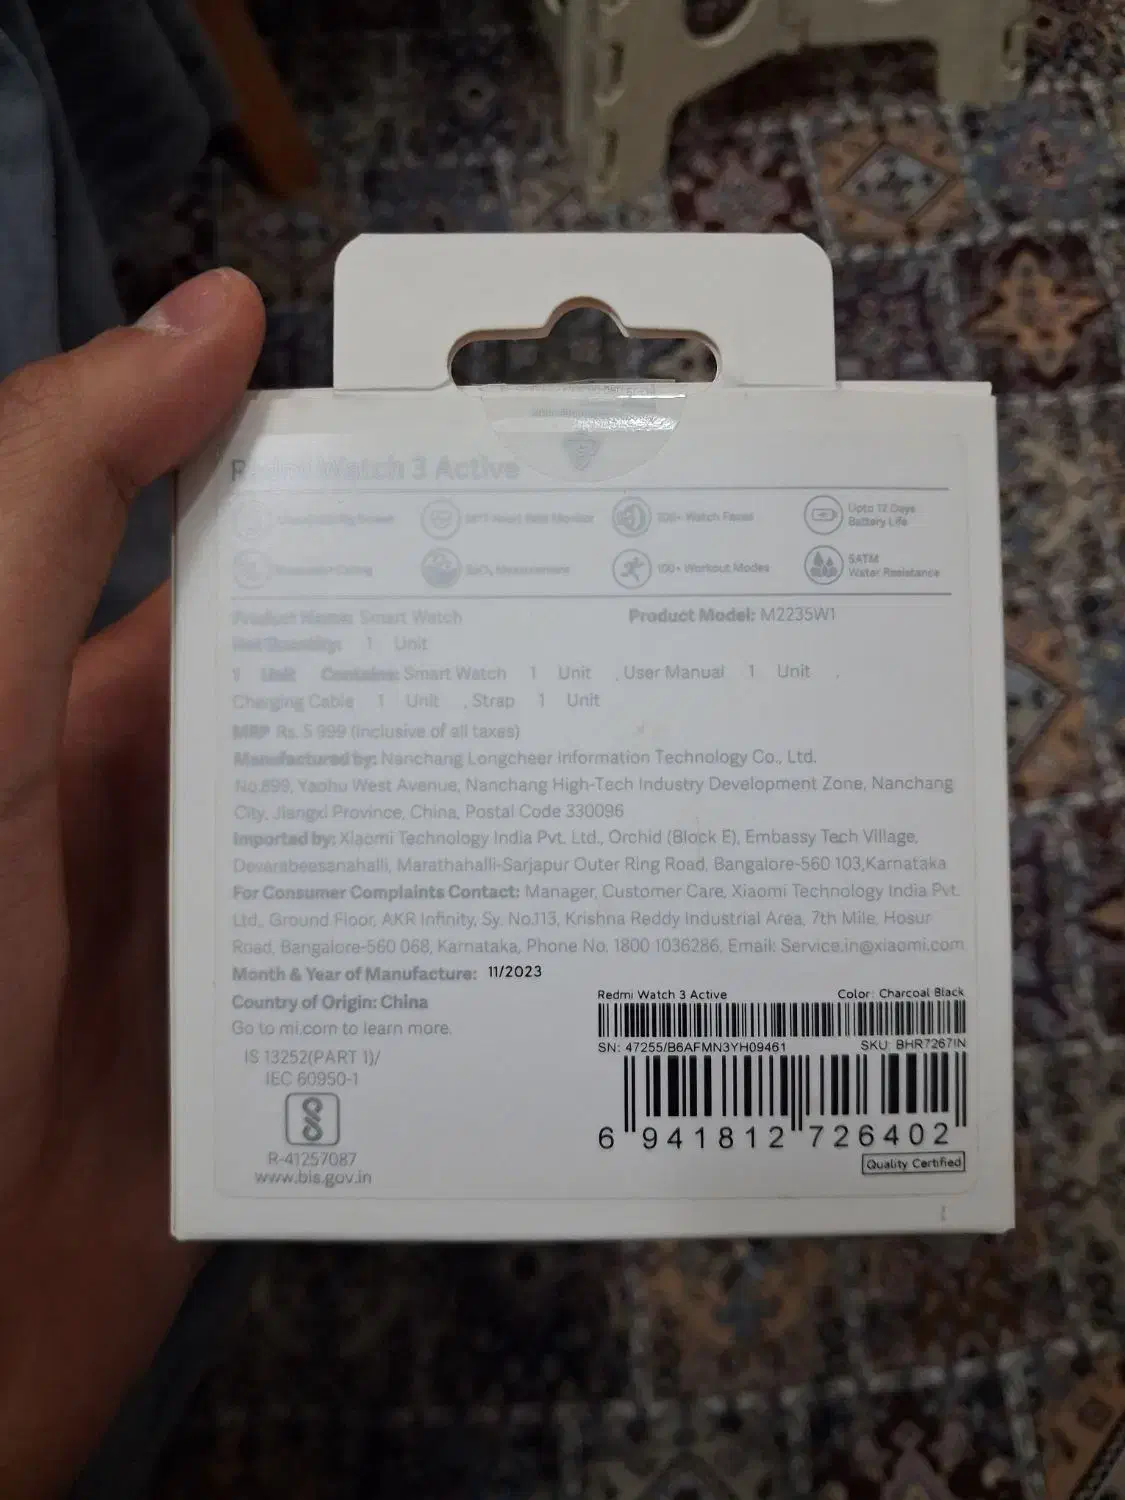 Redmi Watch 3 Active
200+ Watch Faces
Upto 12 Days
Battery Life
SpO₂ Measurement
100+ Workout Modes
5ATM
Water Resistance
Product Name: Smart Watch Product Model: M2235W1
Net Quantity: 1 Unit
1 Unit Contains: Smart Watch 1 Unit , User Manual 1 Unit ,
Charging Cable 1 Unit , Strap 1 Unit
MRP Rs. 5 999 (Inclusive of all taxes)
Manufactured by: Nanchang Longcheer Information Technology Co., Ltd.
No.899, Yaohu West Avenue, Nanchang High-Tech Industry Development Zone, Nanchang
City, Jiangxi Province, China, Postal Code 330096
Imported by: Xiaomi Technology India Pvt. Ltd., Orchid (Block E), Embassy Tech Village,
Devarabeesanahalli, Marathahalli-Sarjapur Outer Ring Road, Bangalore-560 103,Karnataka
For Consumer Complaints Contact: Manager, Customer Care, Xiaomi Technology India Pvt.
Ltd., Ground Floor, AKR Infinity, Sy. No.113, Krishna Reddy Industrial Area, 7th Mile, Hosur
Road, Bangalore-560 068, Karnataka, Phone No. 1800 1036286, Email: Service.in@xiaomi.com
Month & Year of Manufacture: 11/2023
Country of Origin: China
Go to mi.com to learn more.
IS 13252(PART 1)/
IEC 60950-1
R-41257087
www.bis.gov.in
Redmi Watch 3 Active Color: Charcoal Black
SN: 47255/B6AFMN3YH09461 SKU: BHR7267IN
6 941812 726402
Quality Certified